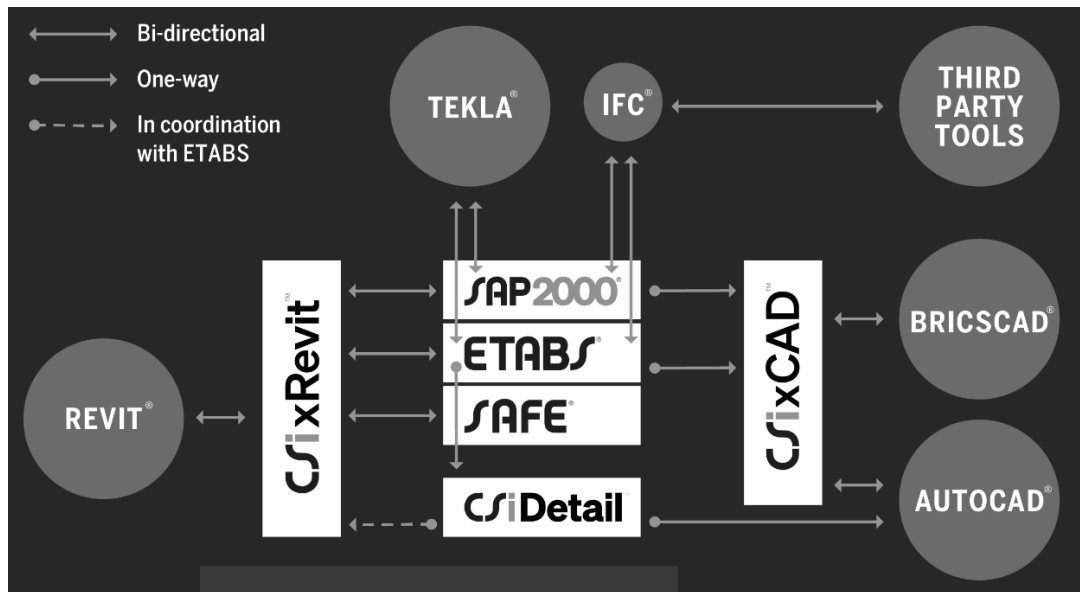 Bi-directional
One-way
In coordination
with ETABS
TEKLA®
IFC®
THIRD
PARTY
TOOLS
CSixRevit™
SAP2000®
ETABS®
SAFE®
CSiDetail™
CSixCAD™
BRICSCAD®
REVIT®
AUTOCAD®